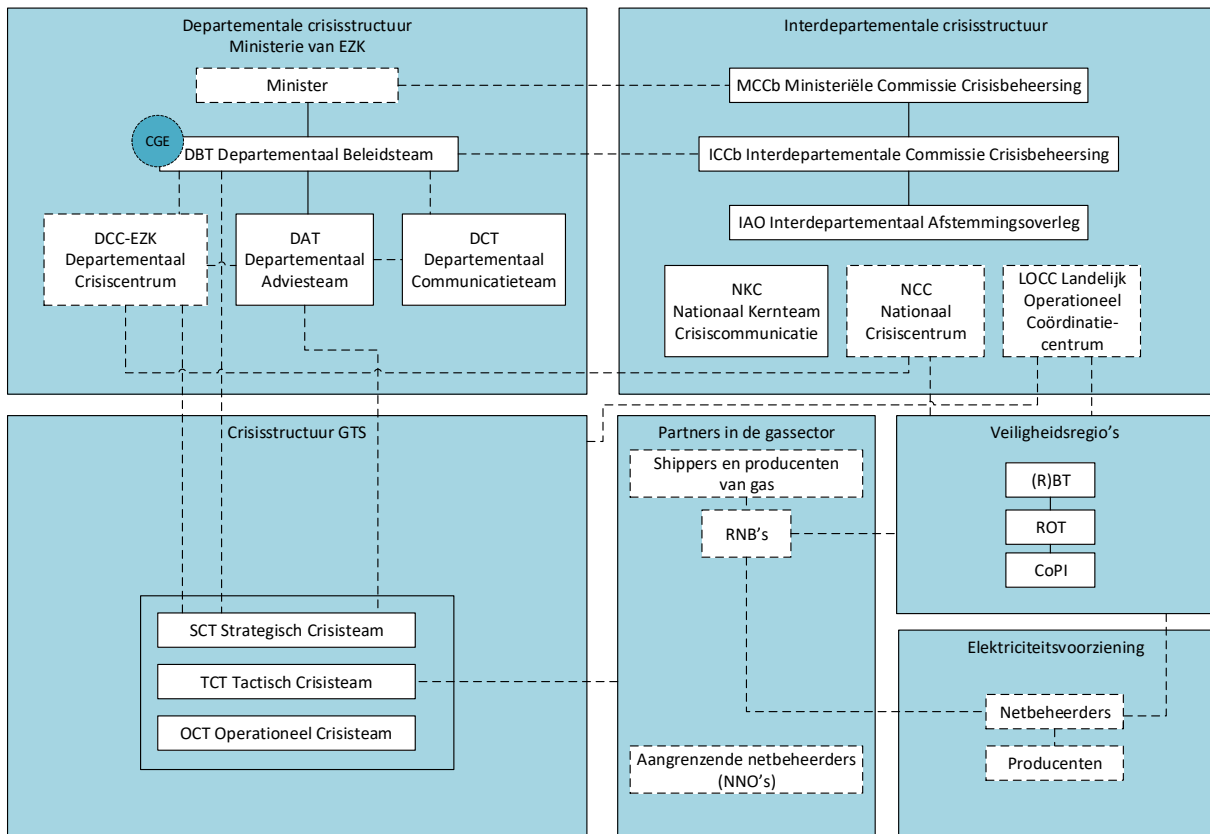 Departementale crisisstructuur
Ministerie van EZK
Minister
CGE
DBT Departementaal Beleidsteam
DCC-EZK
Departementaal
Crisiscentrum
DAT
Departementaal
Adviesteam
DCT
Departementaal
Communicatieteam
Interdepartementale crisisstructuur
MCCb Ministeriële Commissie Crisisbeheersing
ICCb Interdepartementale Commissie Crisisbeheersing
IAO Interdepartementaal Afstemmingsoverleg
NKC
Nationaal Kernteam
Crisiscommunicatie
NCC
Nationaal
Crisiscentrum
LOCC Landelijk
Operationeel
Coördinatie-
centrum
Crisisstructuur GTS
SCT Strategisch Crisisteam
TCT Tactisch Crisisteam
OCT Operationeel Crisisteam
Partners in de gassector
Shippers en producenten
van gas
RNB's
Aangrenzende netbeheerders
(NNO's)
Veiligheidsregio's
(R)BT
ROT
CoPI
Elektriciteitsvoorziening
Netbeheerders
Producenten